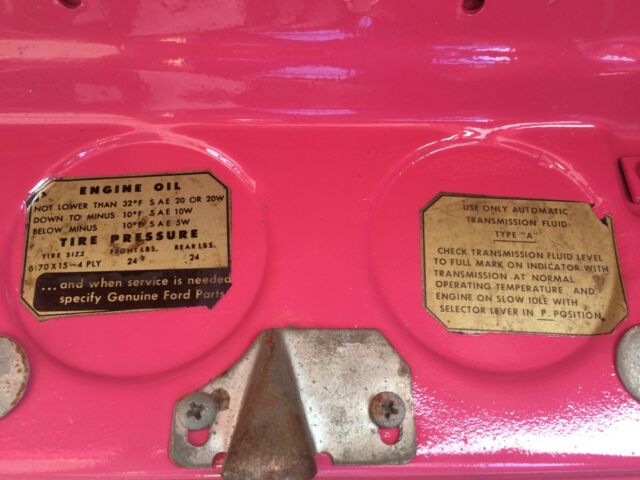 ENGINE OIL
NOT LOWER THAN 32°F SAE 20 OR 20W
DOWN TO MINUS 10°F SAE 10W
BELOW MINUS 10°F SAE 5W
TIRE PRESSURE
TIRE SIZE FRONT LBS. REAR LBS.
6:70 X 15-4 PLY 24 24
...and when service is needed
specify Genuine Ford Parts
USE ONLY AUTOMATIC
TRANSMISSION FLUID
TYPE "A"
CHECK TRANSMISSION FLUID LEVEL
TO FULL MARK ON INDICATOR WITH
TRANSMISSION AT NORMAL
OPERATING TEMPERATURE AND
ENGINE ON SLOW IDLE WITH
SELECTOR LEVER IN P. POSITION